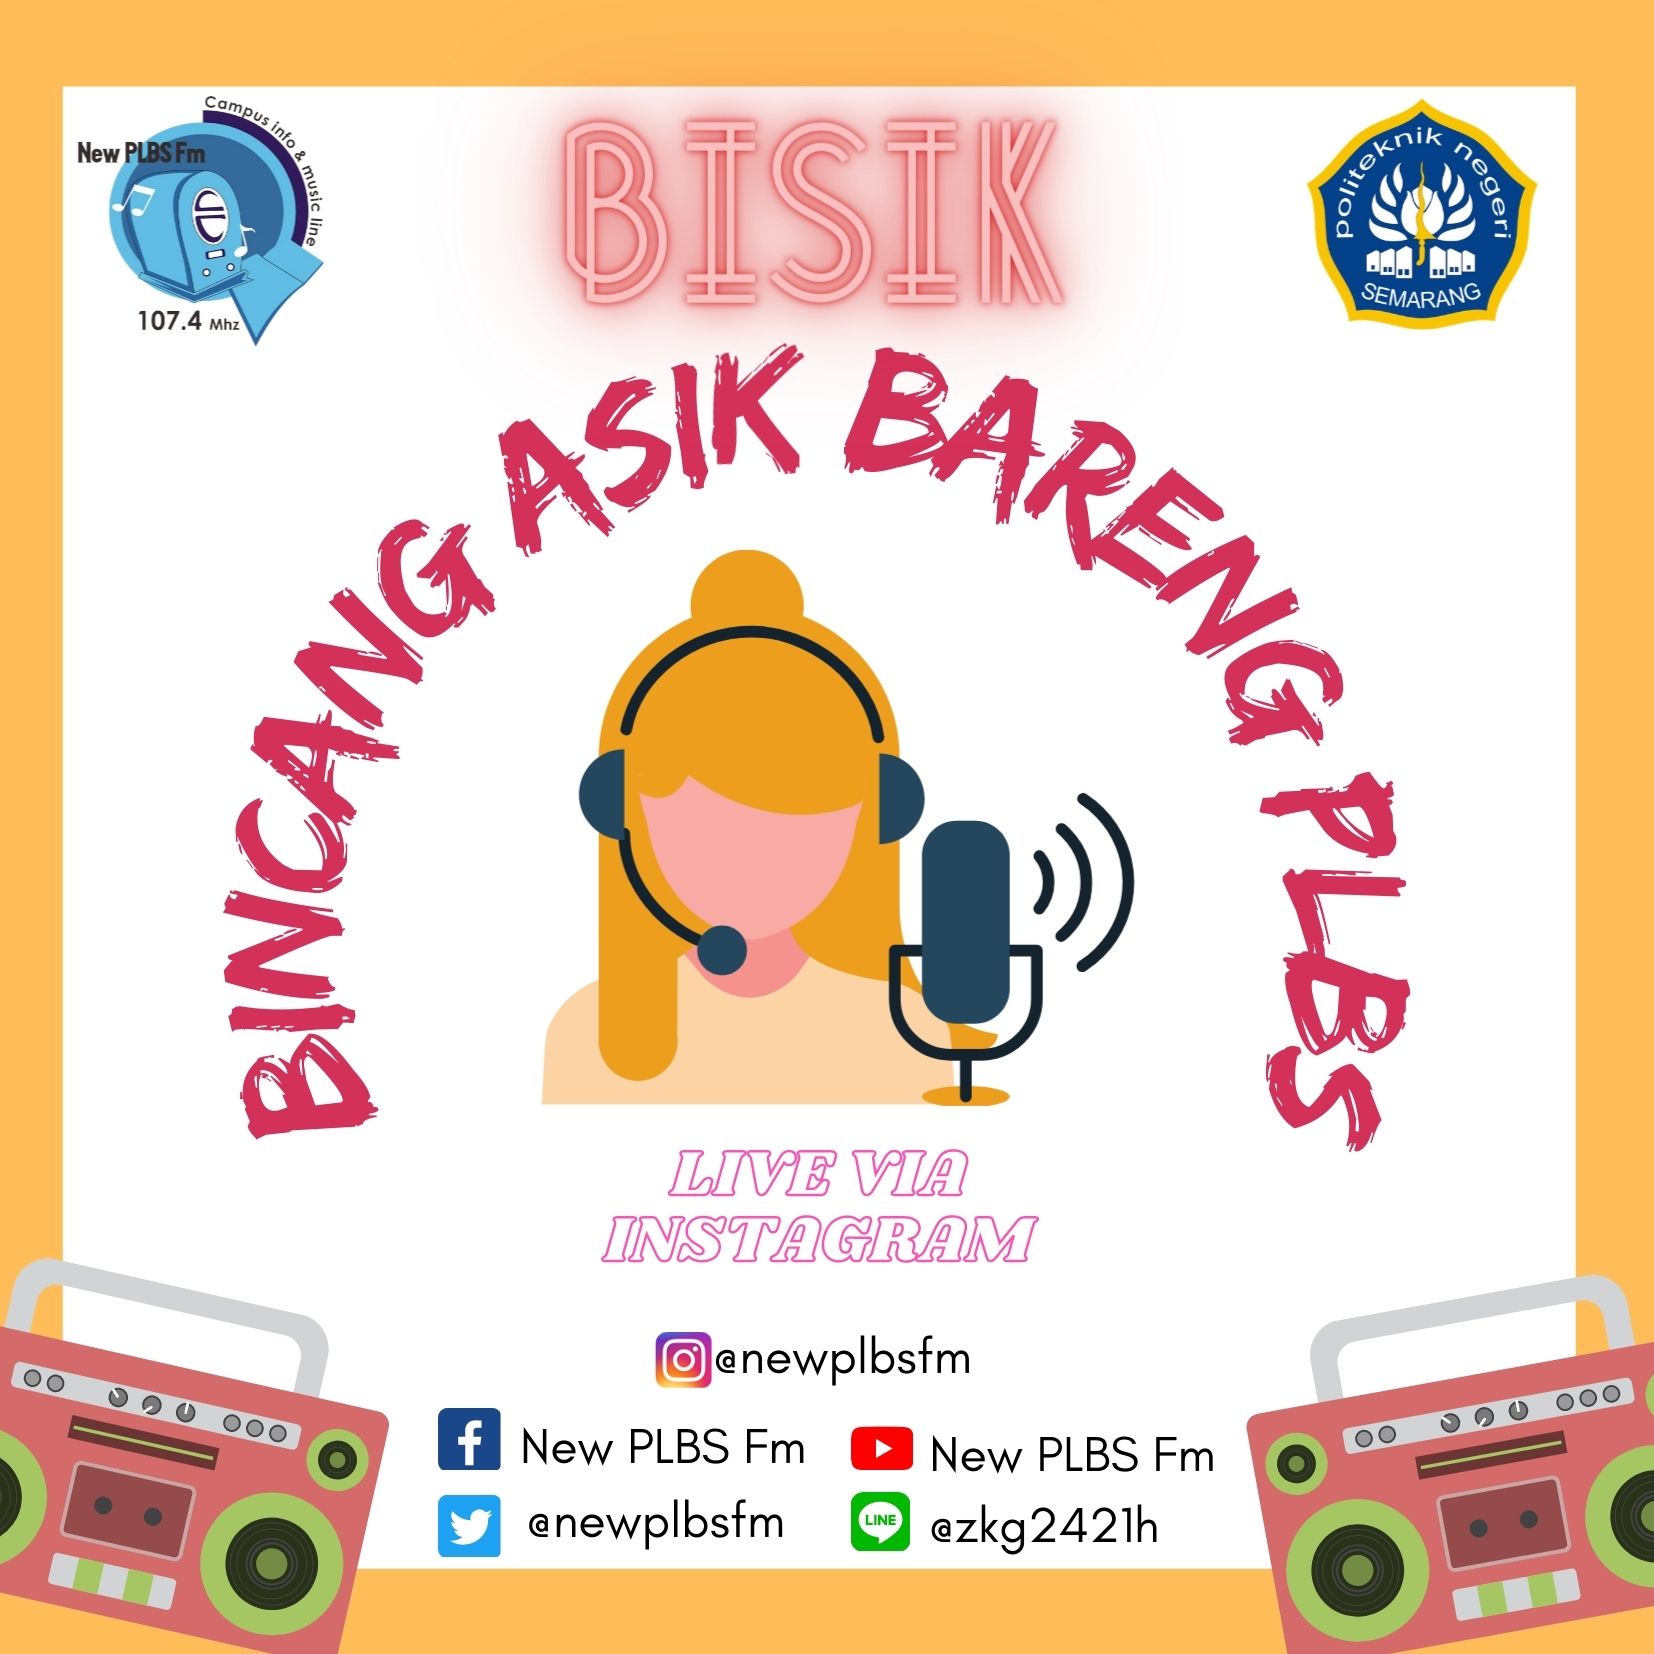 Campus info & music line
New PLBS Fm
107.4 Mhz
BISIK
politeknik negeri
SEMARANG
BINCANG ASIK BARENG PLBS
LIVE VIA
INSTAGRAM
@newplbsfm
New PLBS Fm
New PLBS Fm
@newplbsfm
LINE
@zkg2421h